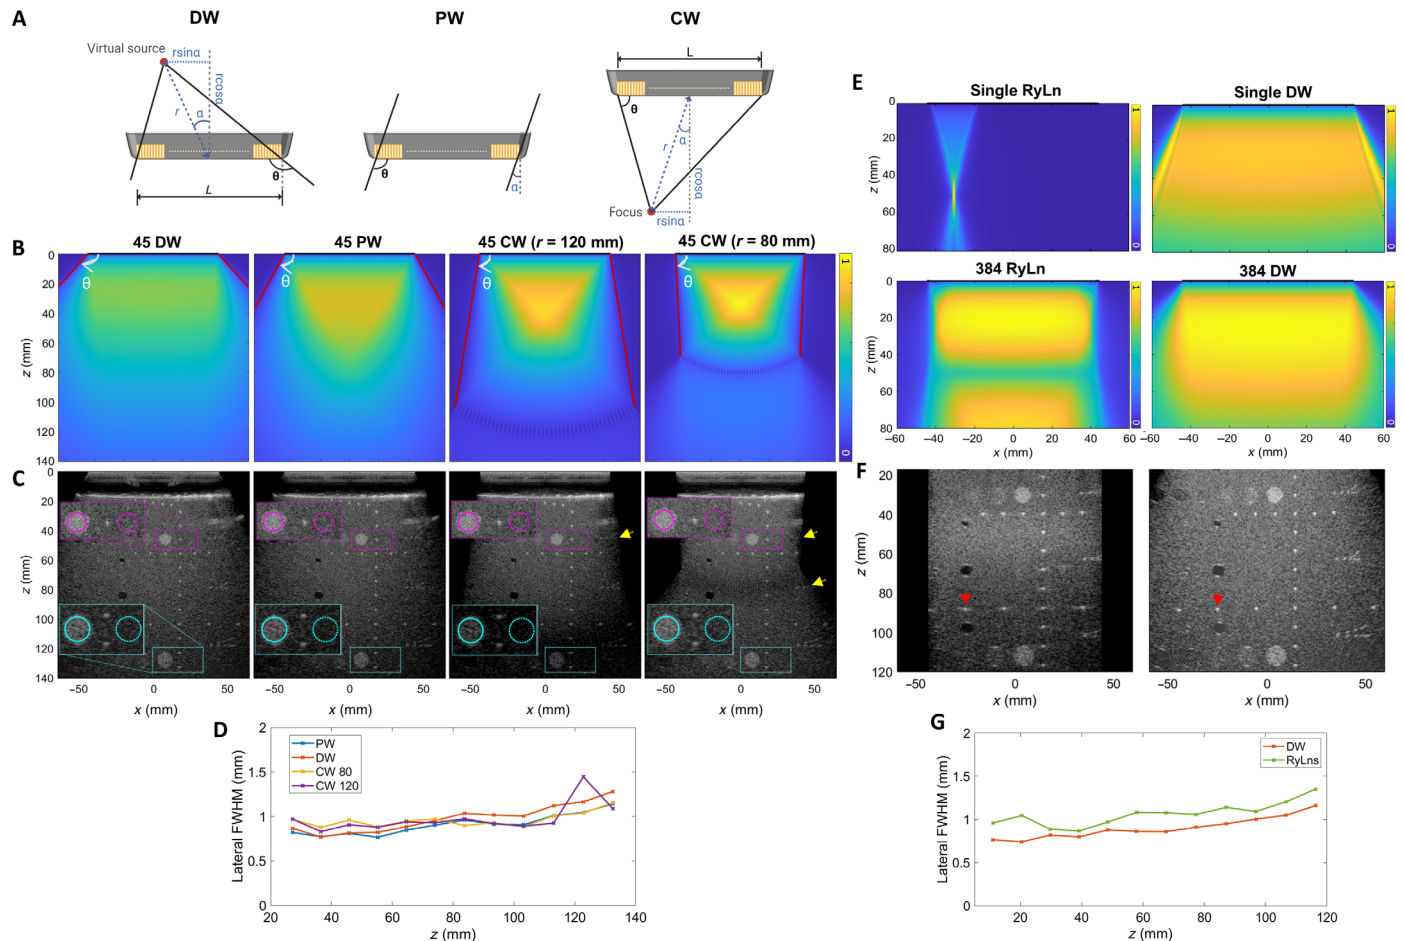 A
DW
PW
CW
Virtual source
rsinα
rcosα
r
α
θ
L
θ
θ
α
L
θ
r
α
rcosα
Focus
rsinα
B
45 DW
45 PW
45 CW (r = 120 mm)
45 CW (r = 80 mm)
z (mm)
0
20
40
60
80
100
120
140
θ
θ
θ
θ
1
0
C
z (mm)
0
20
40
60
80
100
120
140
−50
0
50
−50
0
50
−50
0
50
−50
0
50
x (mm)
x (mm)
x (mm)
x (mm)
D
Lateral FWHM (mm)
2
1.5
1
0.5
0
PW
DW
CW 80
CW 120
20
40
60
80
100
120
140
z (mm)
E
Single RyLn
Single DW
z (mm)
0
20
40
60
80
1
0
1
0
384 RyLn
384 DW
z (mm)
0
20
40
60
80
1
0
1
0
−60
−40
−20
0
20
40
60
−60
−40
−20
0
20
40
60
x (mm)
x (mm)
F
z (mm)
20
40
60
80
100
120
−50
0
50
−50
0
50
x (mm)
x (mm)
G
Lateral FWHM (mm)
2
1.5
1
0.5
0
DW
RyLns
0
20
40
60
80
100
120
z (mm)